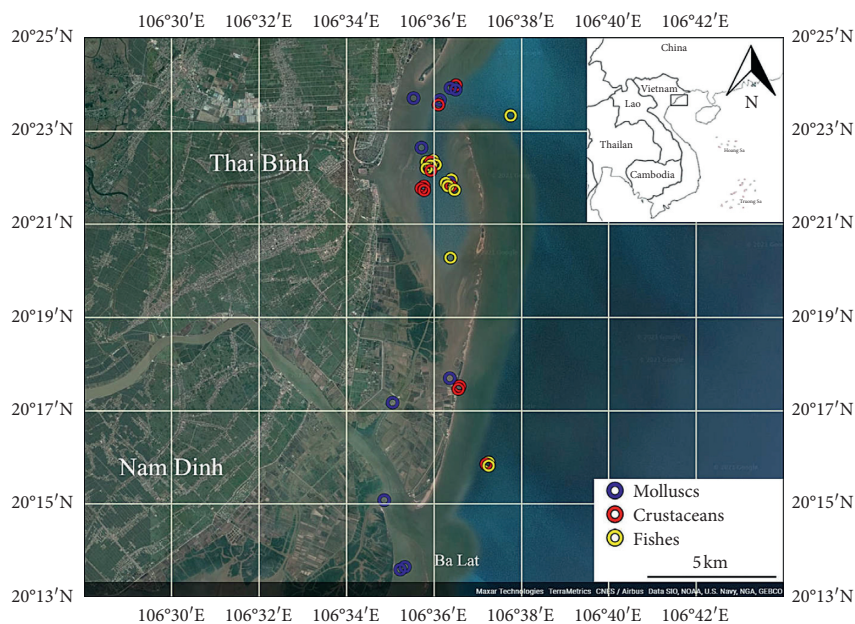 106°30′E 106°32′E 106°34′E 106°36′E 106°38′E 106°40′E 106°42′E
20°25′N 20°25′N
China
Vietnam
N
Lao
Hoang Sa
Thailan
Cambodia
Truong Sa
20°23′N 20°23′N
Thai Binh
20°21′N 20°21′N
20°19′N 20°19′N
20°17′N 20°17′N
Nam Dinh
Molluscs
Crustaceans
Fishes
20°15′N 20°15′N
Ba Lat
5 km
Maxar Technologies TerraMetrics CNES / Airbus Data SIO, NOAA, U.S. Navy, NGA, GEBCO
20°13′N 20°13′N
106°30′E 106°32′E 106°34′E 106°36′E 106°38′E 106°40′E 106°42′E